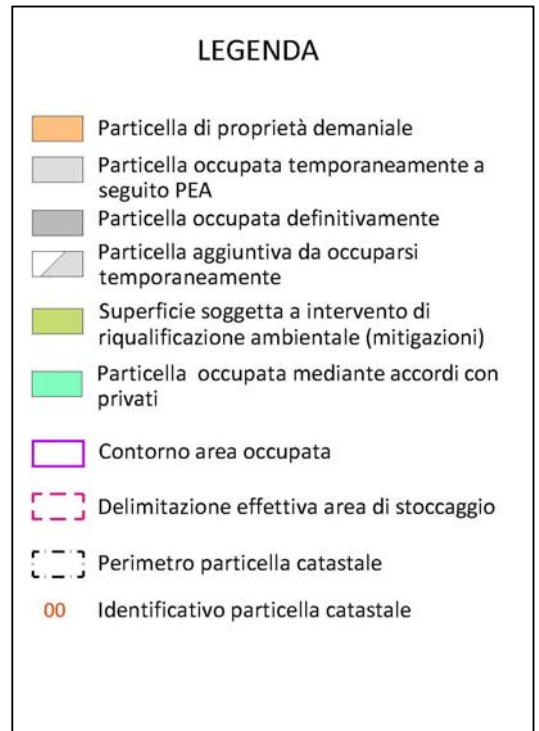 LEGENDA
Particella di proprietà demaniale
Particella occupata temporaneamente a
seguito PEA
Particella occupata definitivamente
Particella aggiuntiva da occuparsi
temporaneamente
Superficie soggetta a intervento di
riqualificazione ambientale (mitigazioni)
Particella occupata mediante accordi con
privati
Contorno area occupata
Delimitazione effettiva area di stoccaggio
Perimetro particella catastale
00 Identificativo particella catastale